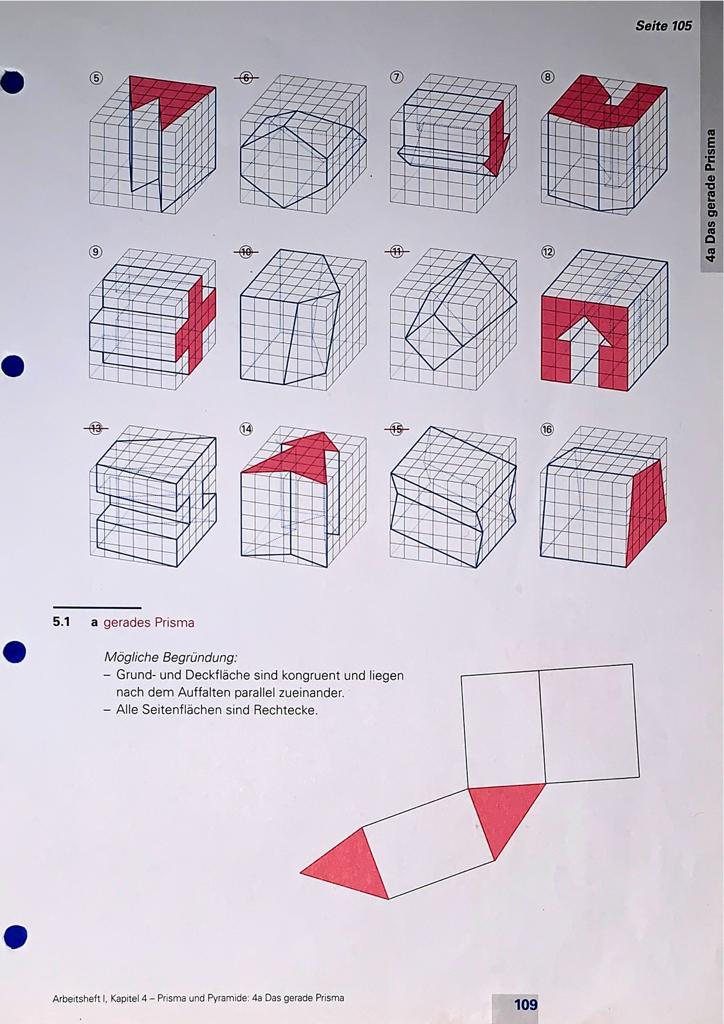 Seite 105
4a Das gerade Prisma
5
6
7
8
9
10
11
12
13
14
15
16
5.1 a gerades Prisma
Mögliche Begründung:
– Grund- und Deckfläche sind kongruent und liegen
nach dem Auffalten parallel zueinander.
– Alle Seitenflächen sind Rechtecke.
Arbeitsheft I, Kapitel 4 – Prisma und Pyramide: 4a Das gerade Prisma
109